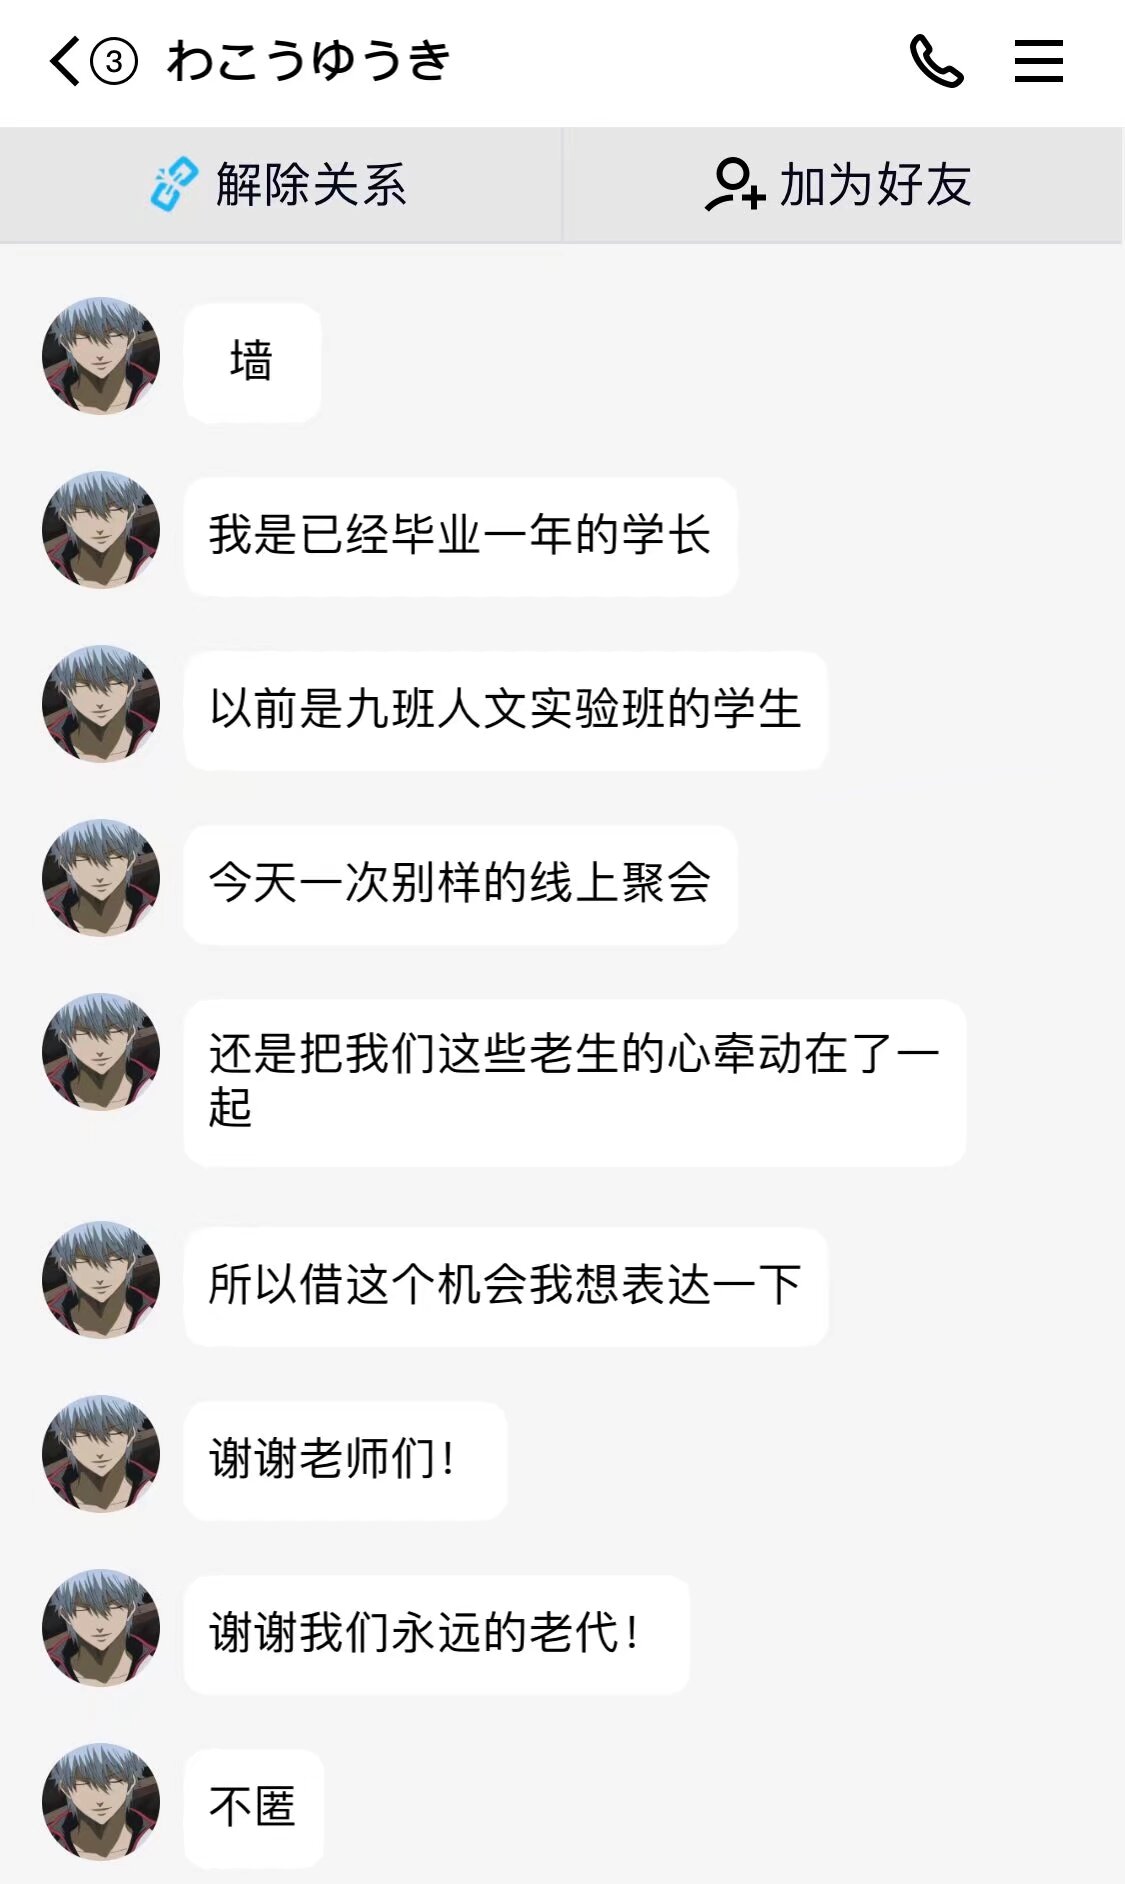 ③ わこうゆうき
解除关系 加为好友
墙
我是已经毕业一年的学长
以前是九班人文实验班的学生
今天一次别样的线上聚会
还是把我们这些老生的心牵动在了一
起
所以借这个机会我想表达一下
谢谢老师们！
谢谢我们永远的老代！
不匿